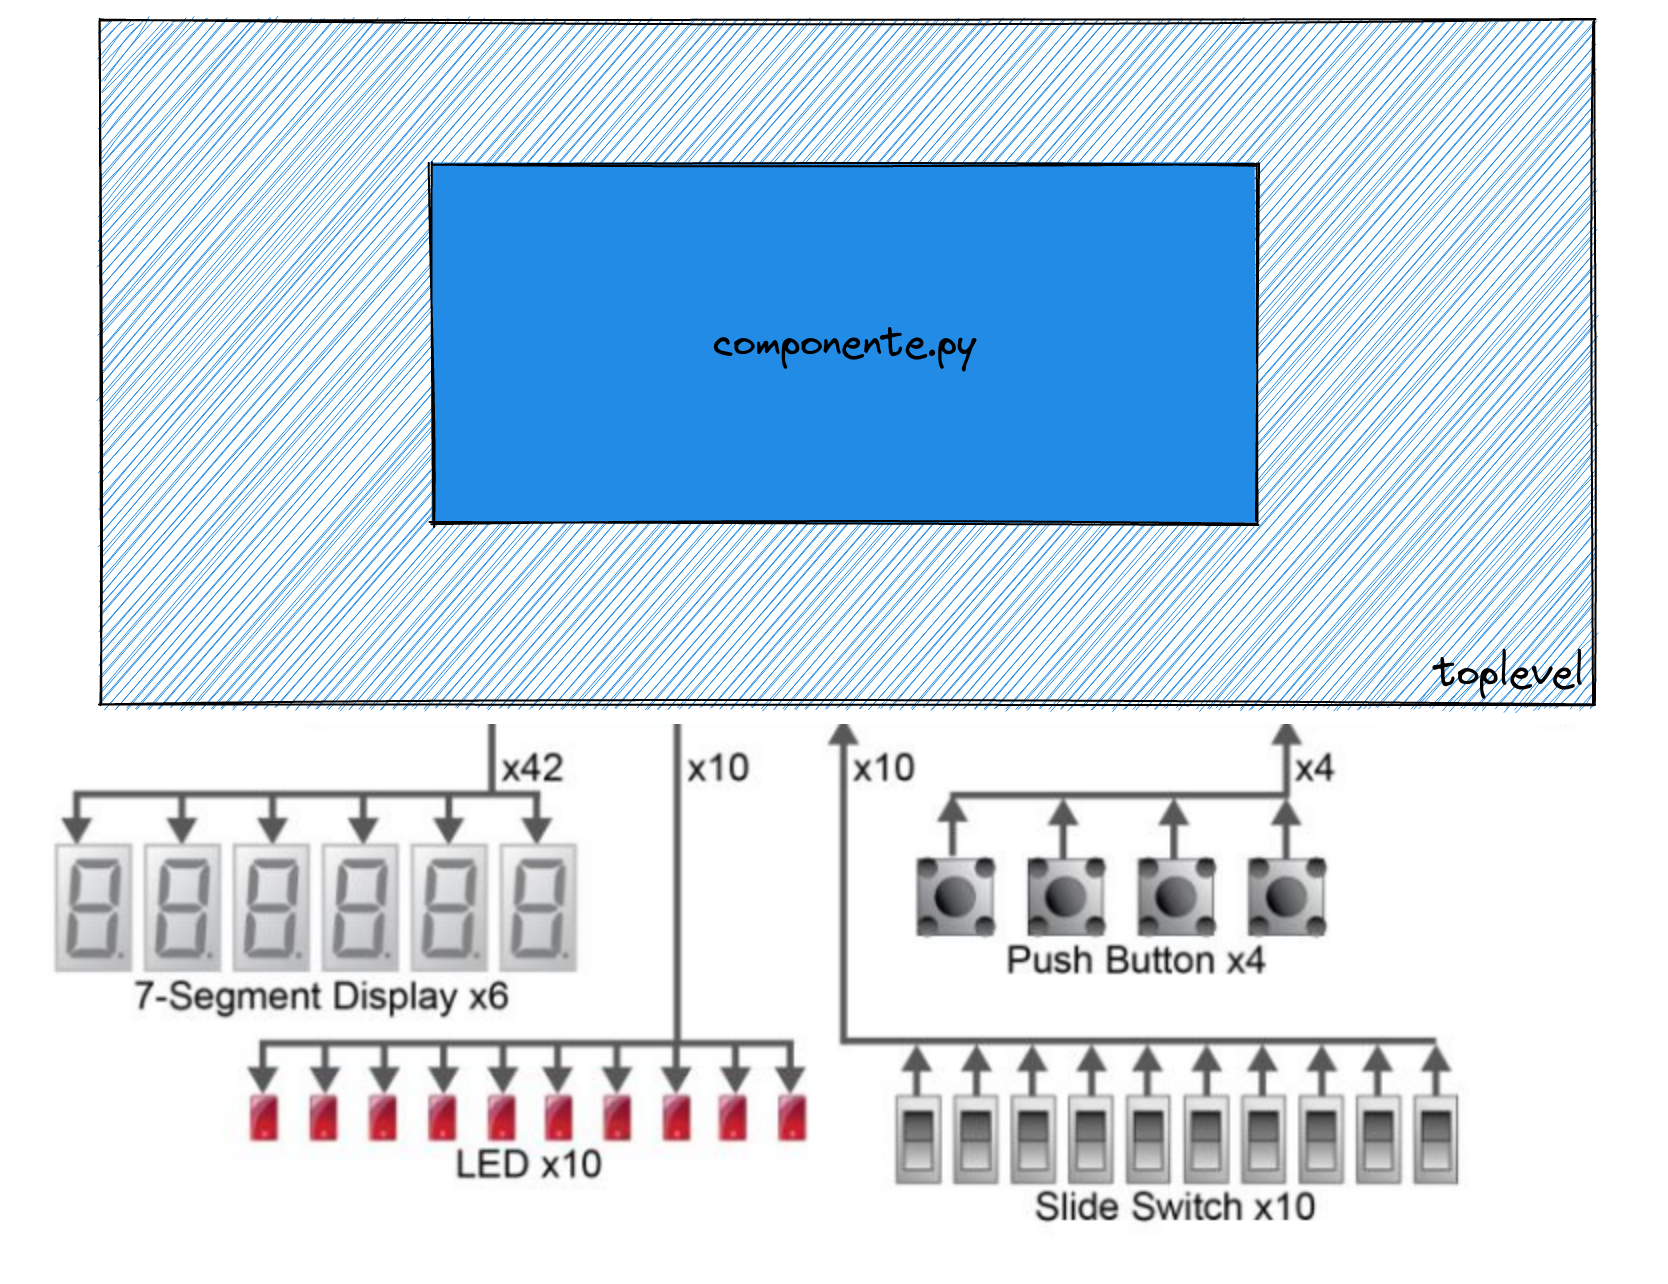 componente.py
toplevel
x42
x10
x10
x4
Push Button x4
7-Segment Display x6
LED x10
Slide Switch x10